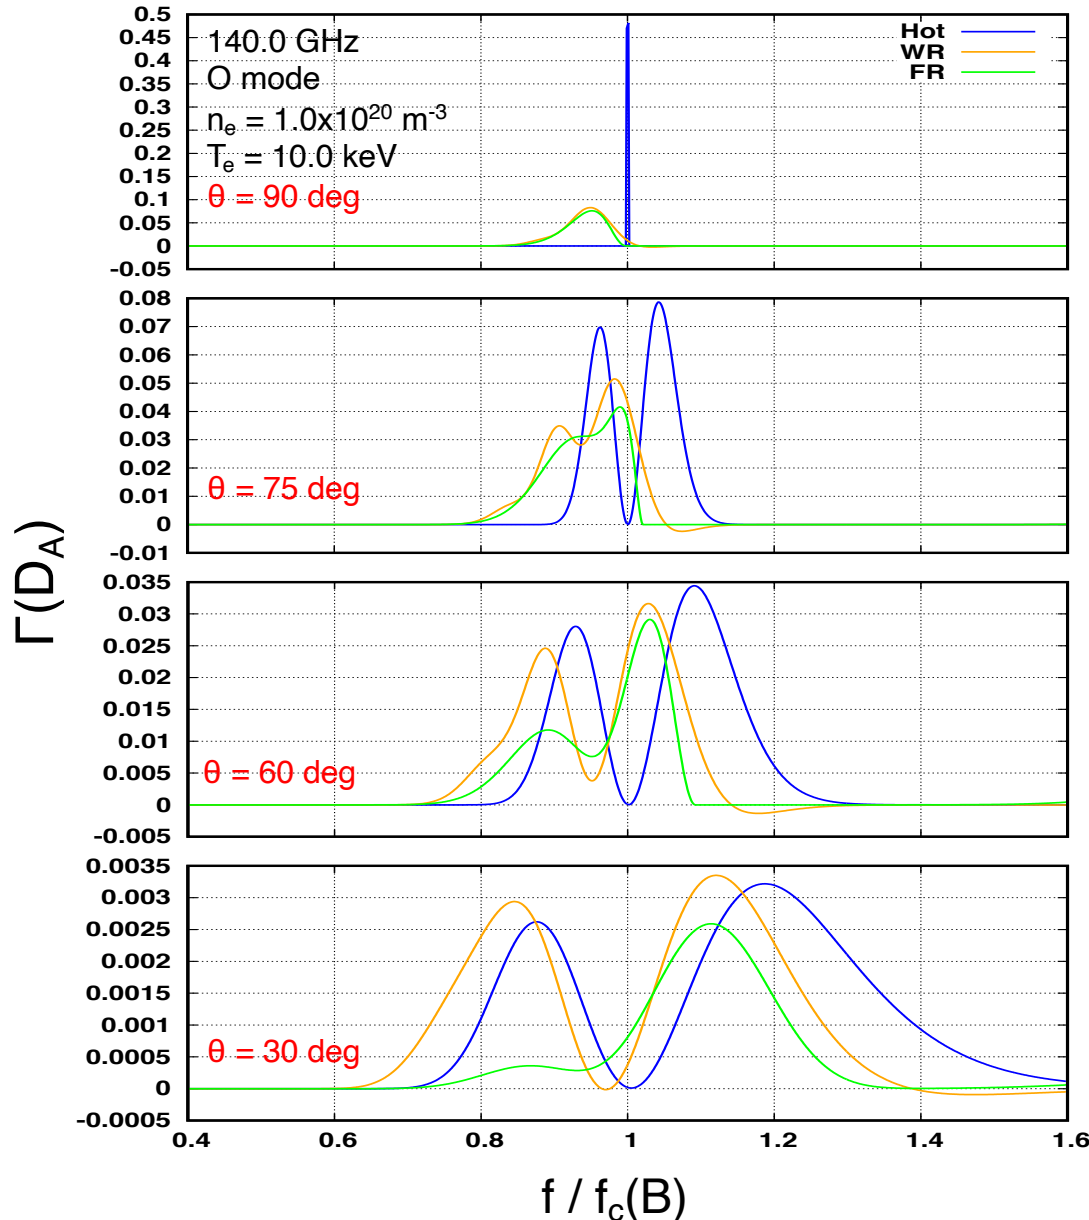 0.5
0.45
0.4
0.35
0.3
0.25
0.2
0.15
0.1
0.05
0
-0.05
140.0 GHz
O mode
nₑ = 1.0x10²⁰ m⁻³
Tₑ = 10.0 keV
θ = 90 deg
Hot
WR
FR
0.08
0.07
0.06
0.05
0.04
0.03
0.02
0.01
0
-0.01
θ = 75 deg
Γ(D_A)
0.035
0.03
0.025
0.02
0.015
0.01
0.005
0
-0.005
θ = 60 deg
0.0035
0.003
0.0025
0.002
0.0015
0.001
0.0005
0
-0.0005
θ = 30 deg
0.4 0.6 0.8 1 1.2 1.4 1.6
f / f_c(B)